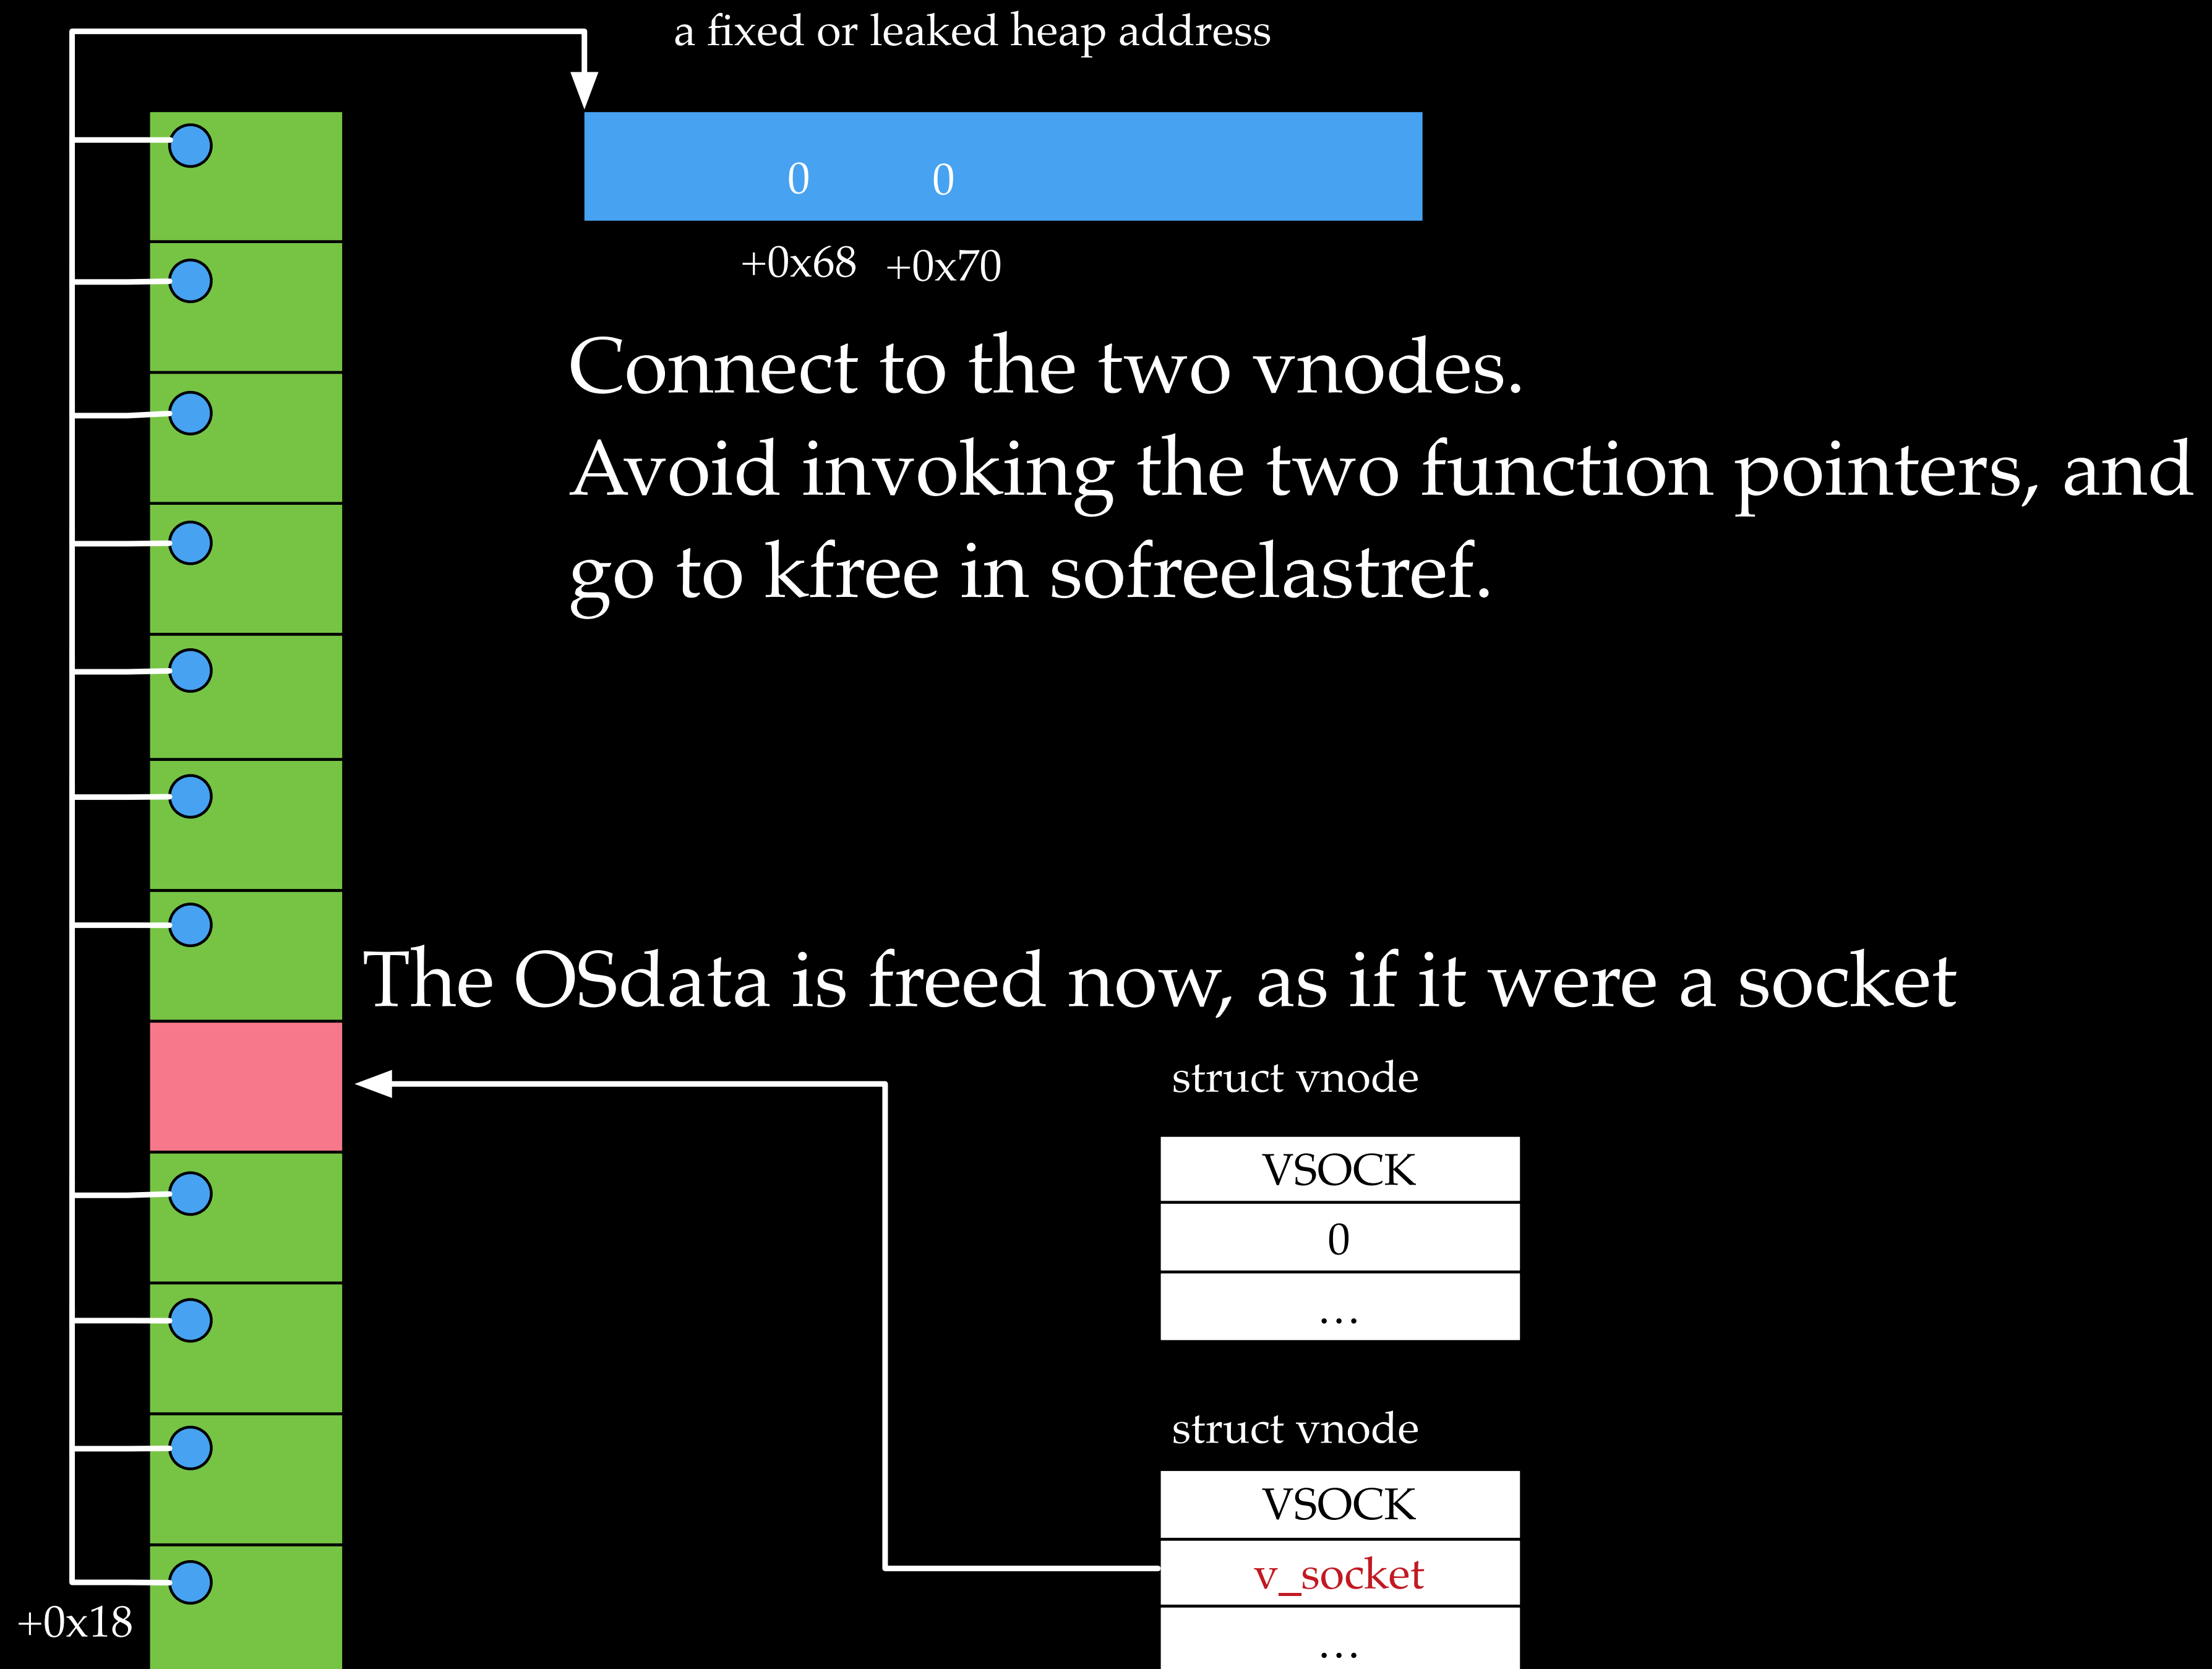 a fixed or leaked heap address
0 0
+0x68 +0x70
Connect to the two vnodes.
Avoid invoking the two function pointers, and
go to kfree in sofreelastref.
The OSdata is freed now, as if it were a socket
struct vnode
VSOCK
0
...
struct vnode
VSOCK
v_socket
...
+0x18